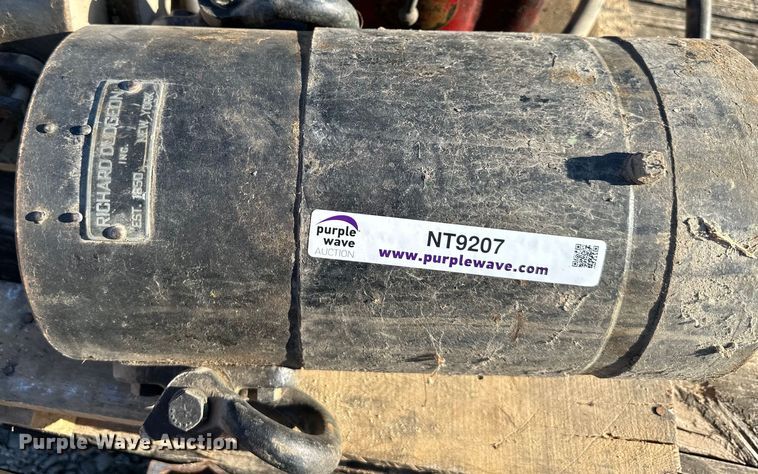 RICHARD DUDGEON
INC.
EST 1850 NEW YORK
purple
wave
AUCTION
NT9207
www.purplewave.com
Purple Wave Auction